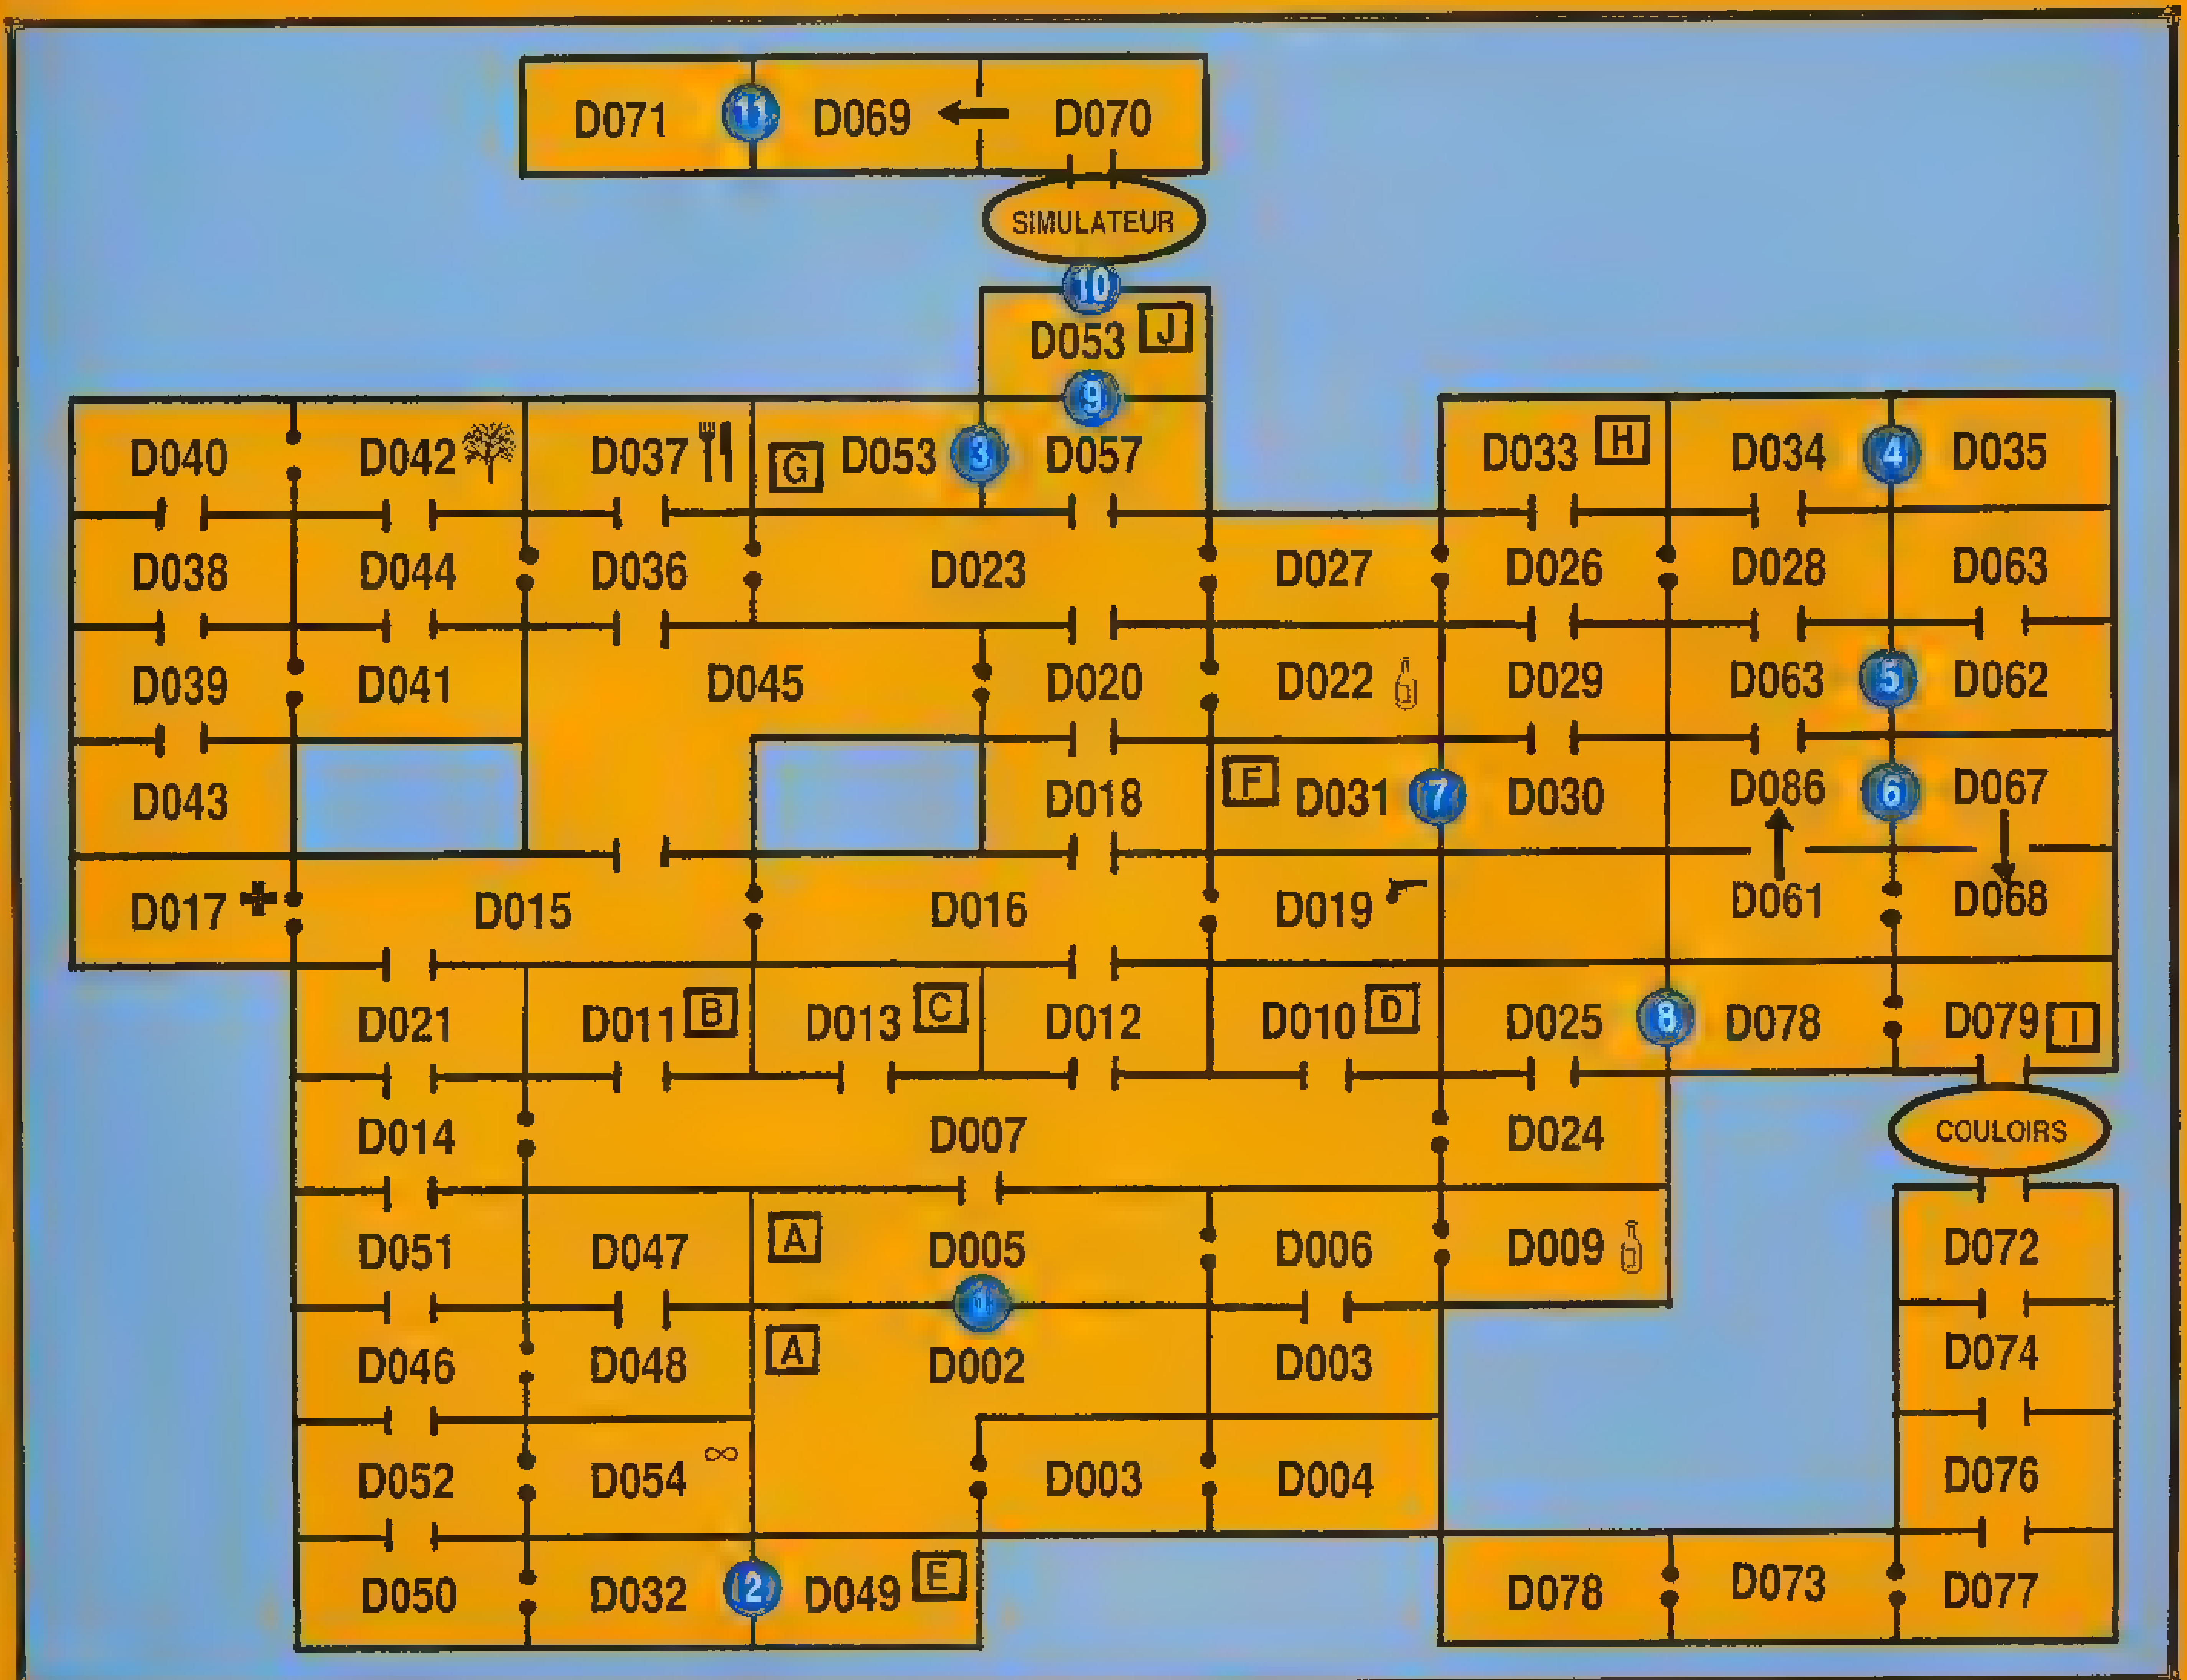 D071 11 D069 D070
SIMULATEUR
10
D053 J
9
D040 D042 D037 G D053 3 D057 D033 H D034 4 D035
D038 D044 D036 D023 D027 D026 D028 D063
D039 D041 D045 D020 D022 D029 D063 5 D062
D043 D018 F D031 7 D030 D086 6 D067
D017 D015 D016 D019 D061 D068
D021 D011 B D013 C D012 D010 D D025 8 D078 D079 I
D014 D007 D024 COULOIRS
D051 D047 A D005 D006 D009 D072
1
D046 D048 A D002 D003 D074
D052 D054 ∞ D003 D004 D076
D050 D032 2 D049 E D078 D073 D077